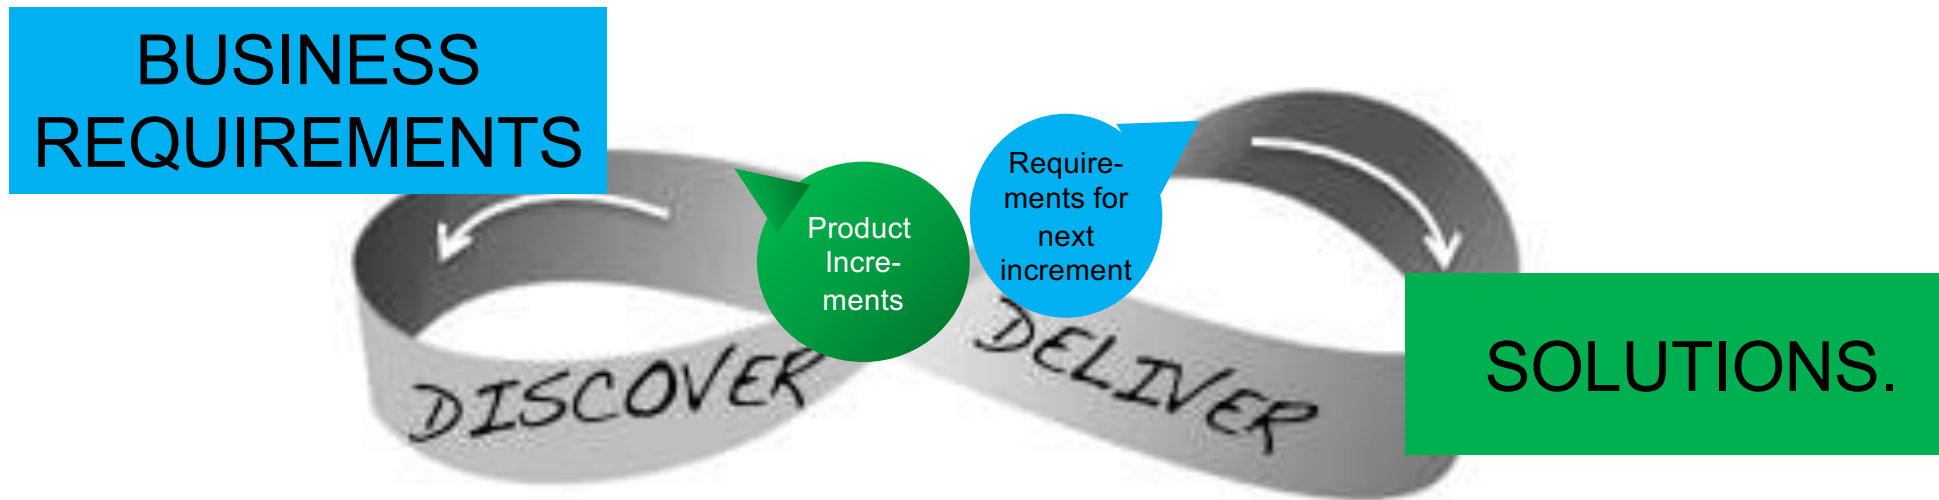 BUSINESS
REQUIREMENTS
Product
Incre-
ments
Require-
ments for
next
increment
DISCOVER
DELIVER
SOLUTIONS.